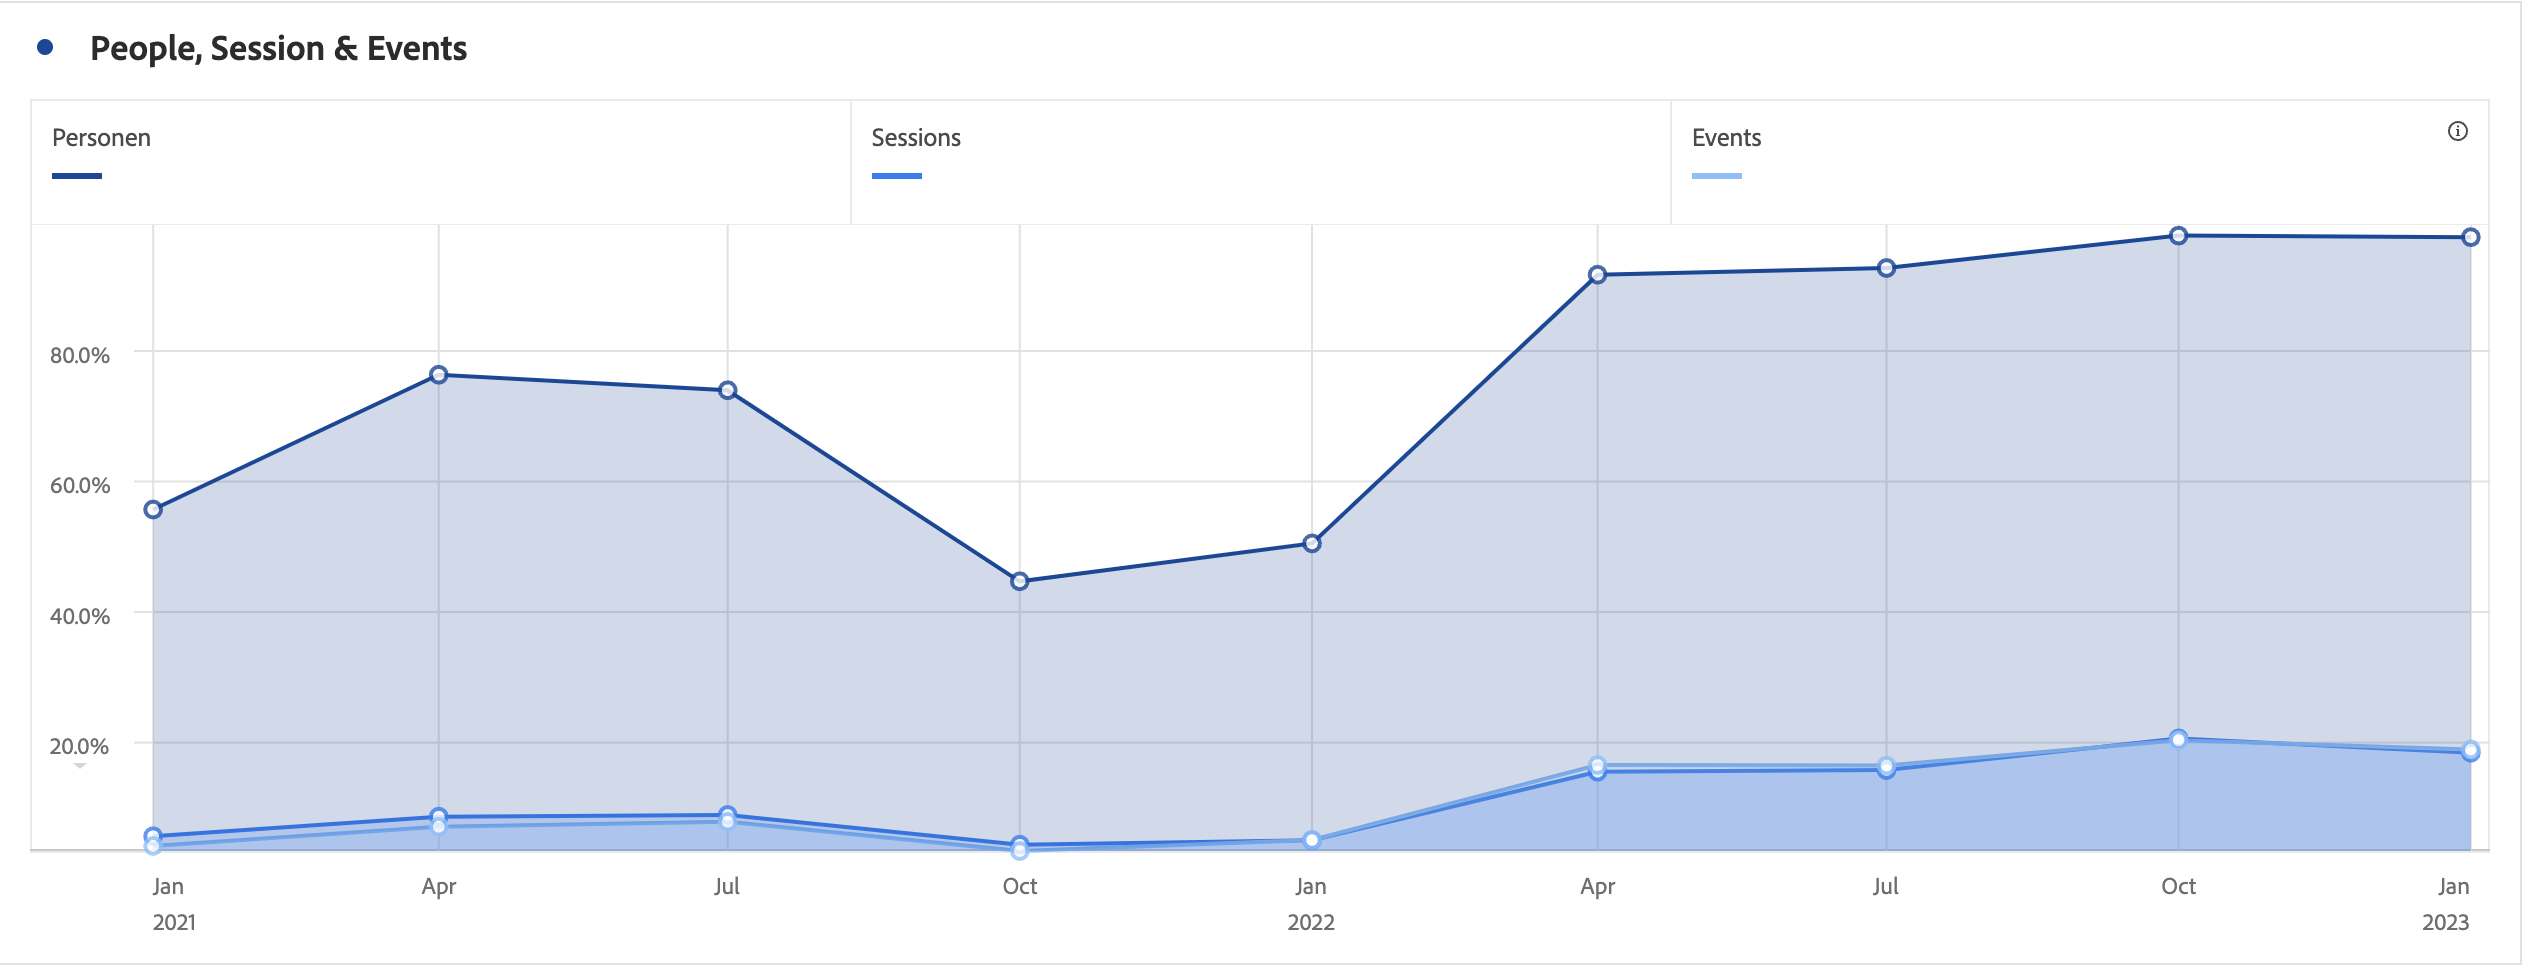 People, Session & Events
Personen
Sessions
Events
80.0%
60.0%
40.0%
20.0%
Jan Apr Jul Oct Jan Apr Jul Oct Jan
2021 2022 2023